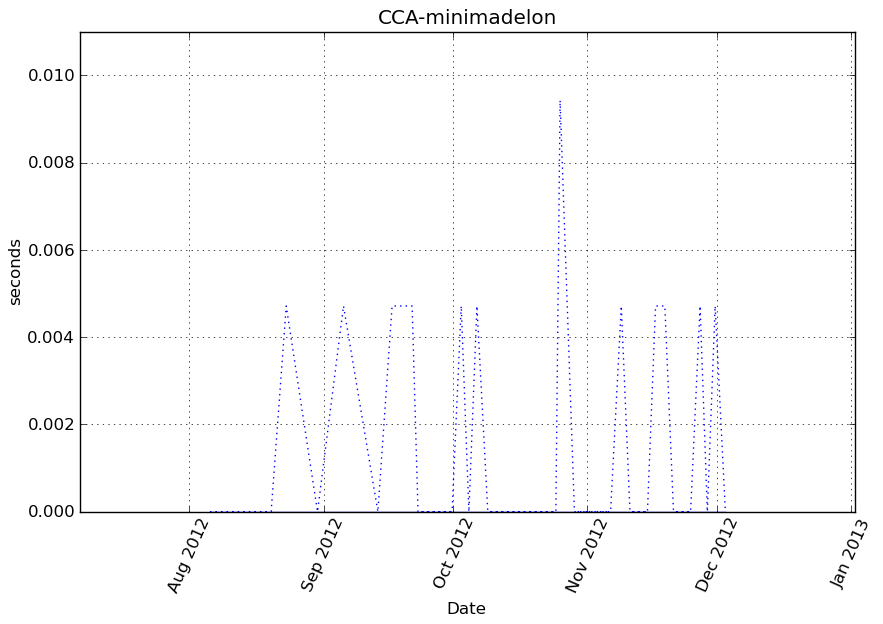 CCA-minimadelon
seconds
0.010
0.008
0.006
0.004
0.002
0.000
Aug 2012
Sep 2012
Oct 2012
Nov 2012
Dec 2012
Jan 2013
Date